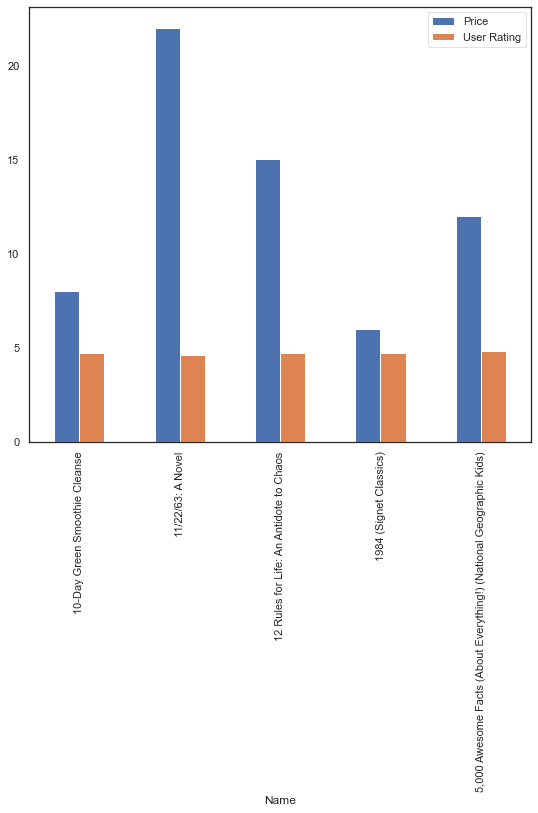 Price
User Rating
20
15
10
5
0
10-Day Green Smoothie Cleanse
11/22/63: A Novel
12 Rules for Life: An Antidote to Chaos
1984 (Signet Classics)
5,000 Awesome Facts (About Everything!) (National Geographic Kids)
Name